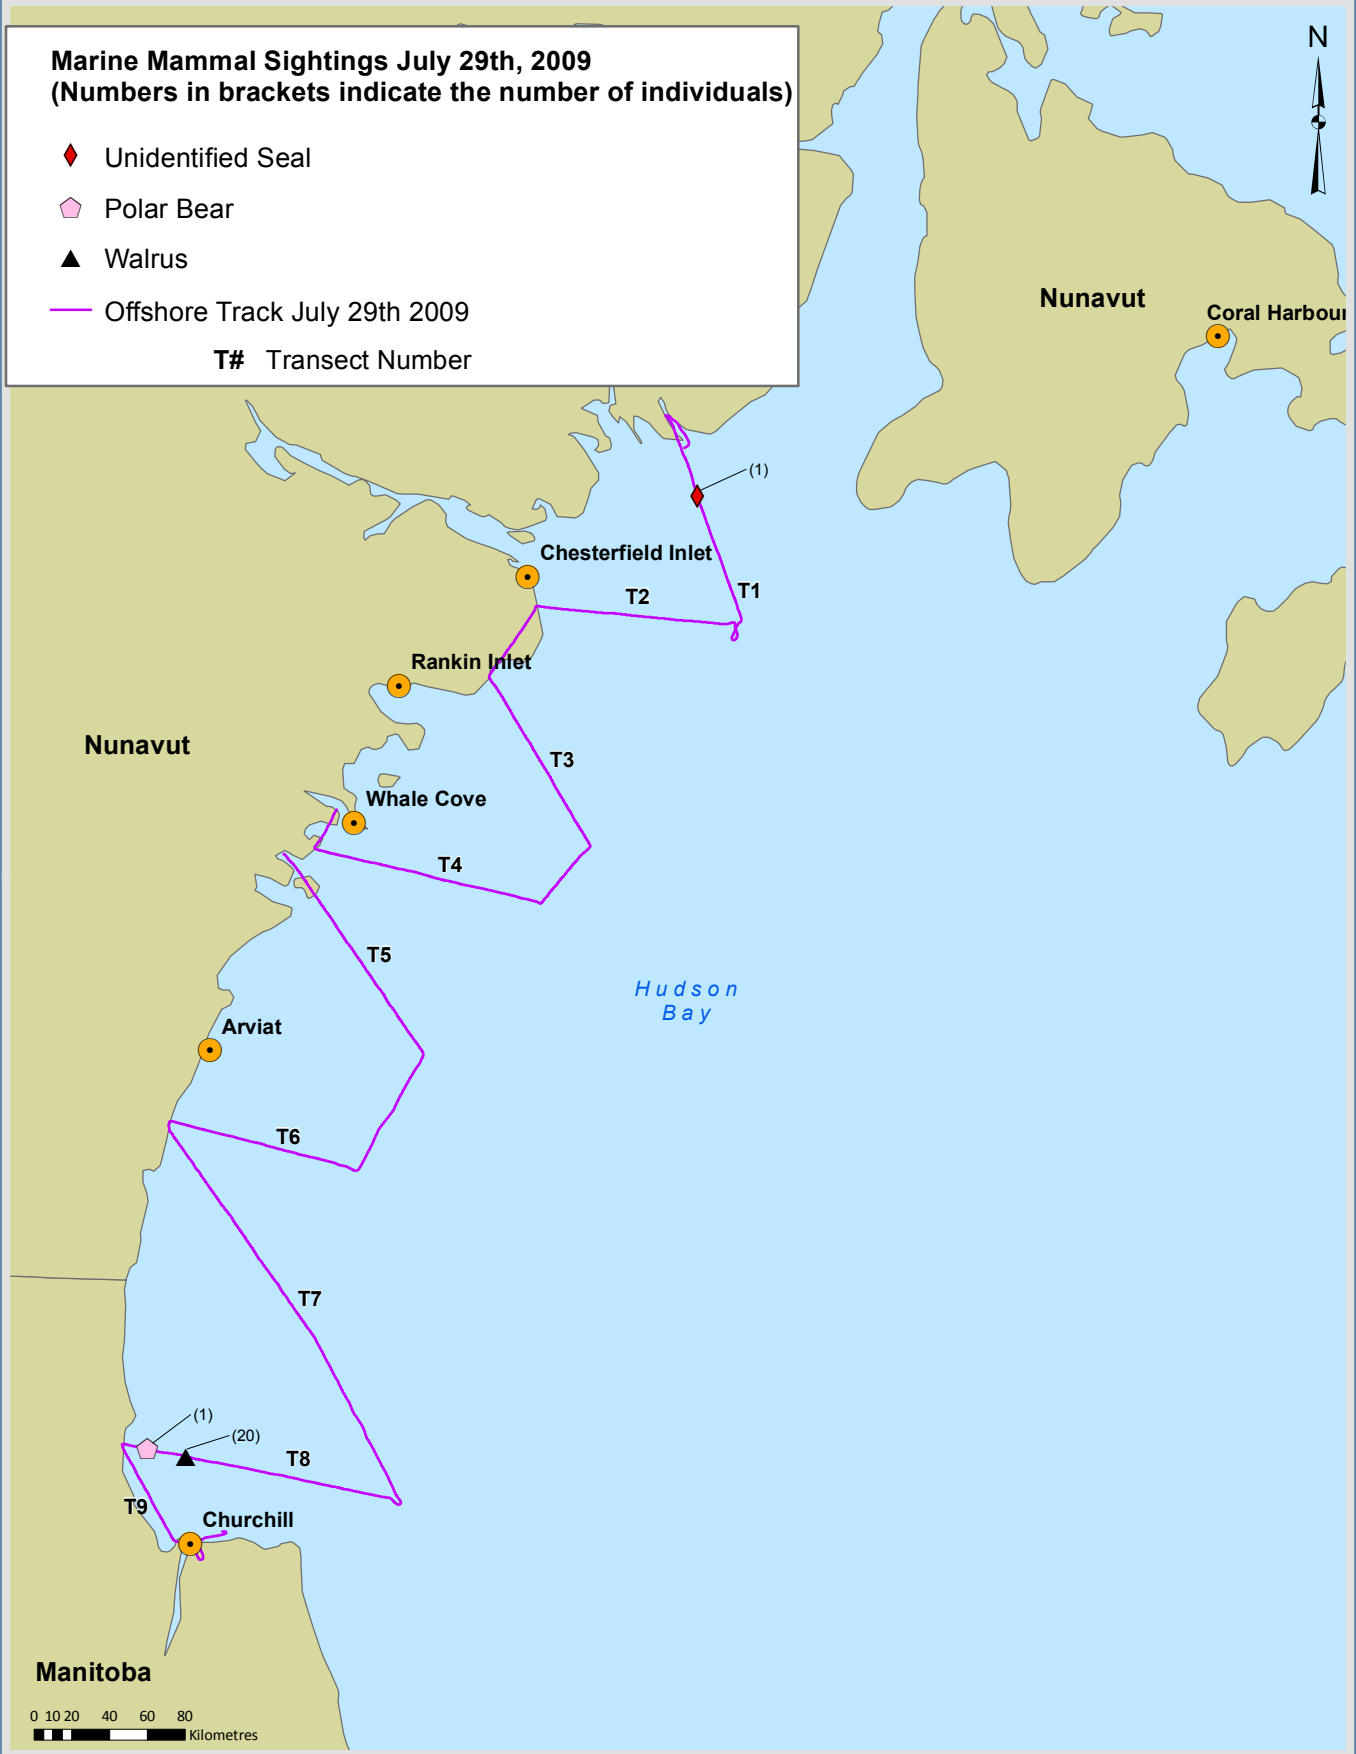 Marine Mammal Sightings July 29th, 2009
(Numbers in brackets indicate the number of individuals)
Unidentified Seal
Polar Bear
Walrus
Offshore Track July 29th 2009
T# Transect Number
N
Nunavut
Coral Harbour
(1)
Chesterfield Inlet
T1
T2
Rankin Inlet
Nunavut
T3
Whale Cove
T4
T5
Hudson
Bay
Arviat
T6
T7
(1)
(20)
T8
T9
Churchill
Manitoba
0 10 20 40 60 80
Kilometres